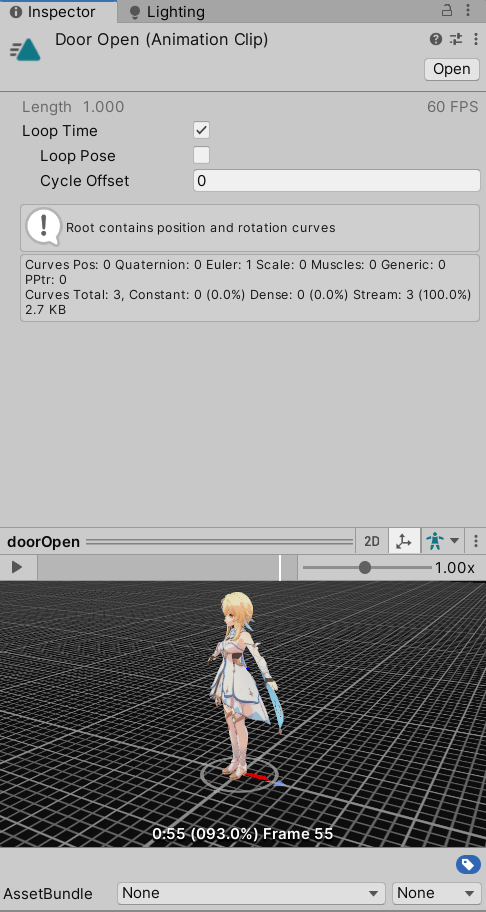 Inspector
Lighting
Door Open (Animation Clip)
Open
Length 1.000
60 FPS
Loop Time
Loop Pose
Cycle Offset
0
Root contains position and rotation curves
Curves Pos: 0 Quaternion: 0 Euler: 1 Scale: 0 Muscles: 0 Generic: 0
PPtr: 0
Curves Total: 3, Constant: 0 (0.0%) Dense: 0 (0.0%) Stream: 3 (100.0%)
2.7 KB
doorOpen
2D
1.00x
0:55 (093.0%) Frame 55
AssetBundle
None
None